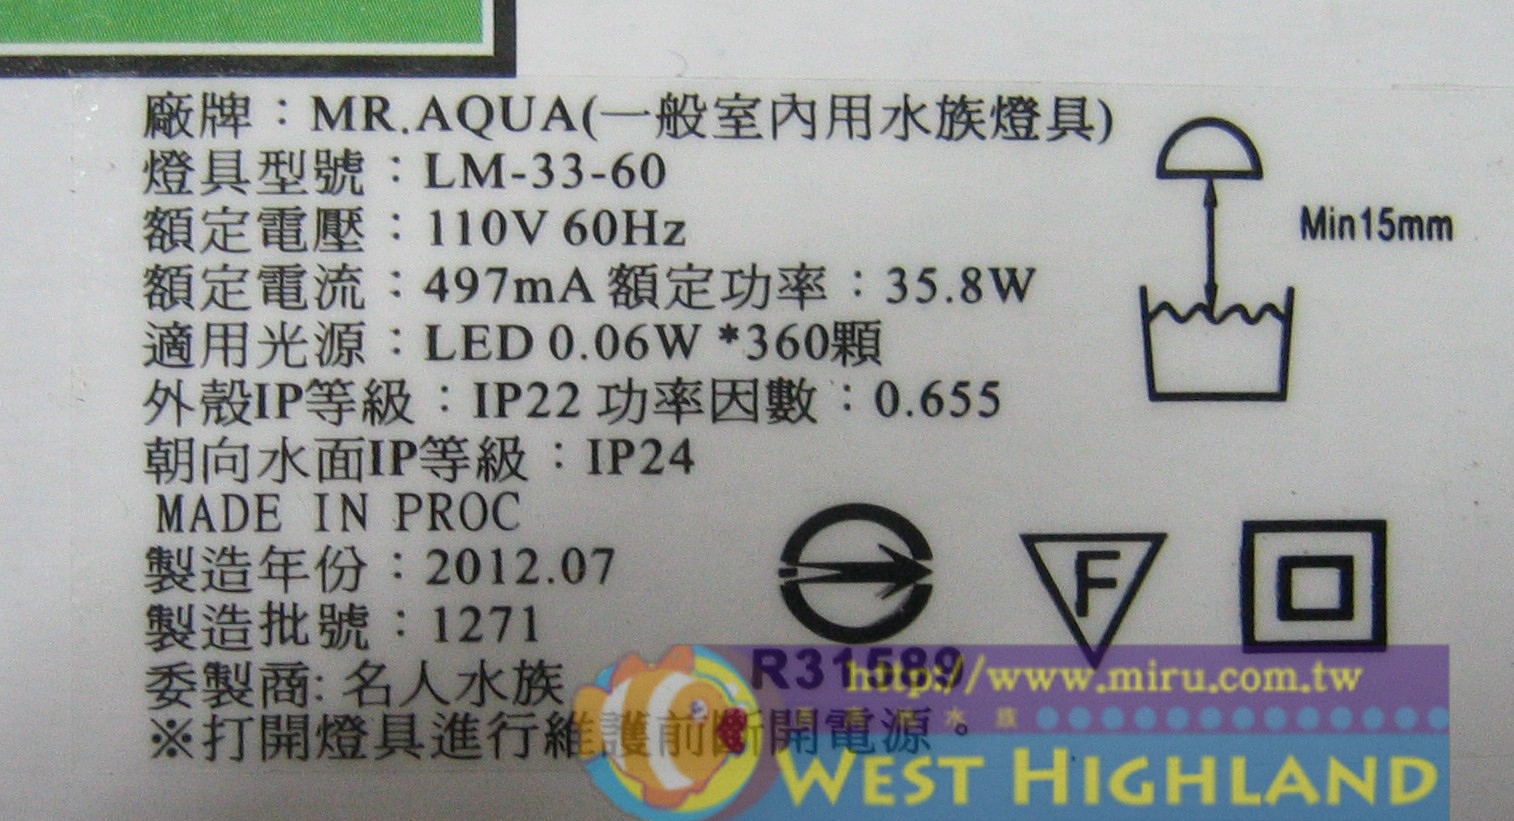 廠牌：MR.AQUA(一般室內用水族燈具)
燈具型號：LM-33-60
額定電壓：110V 60Hz
額定電流：497mA 額定功率：35.8W
適用光源：LED 0.06W *360顆
外殼IP等級：IP22 功率因數：0.655
朝向水面IP等級：IP24
MADE IN PROC
製造年份：2012.07
製造批號：1271
委製商: 名人水族
※打開燈具進行維護前斷開電源。
Min15mm
F
R31589
http://www.miru.com.tw
水族
WEST HIGHLAND